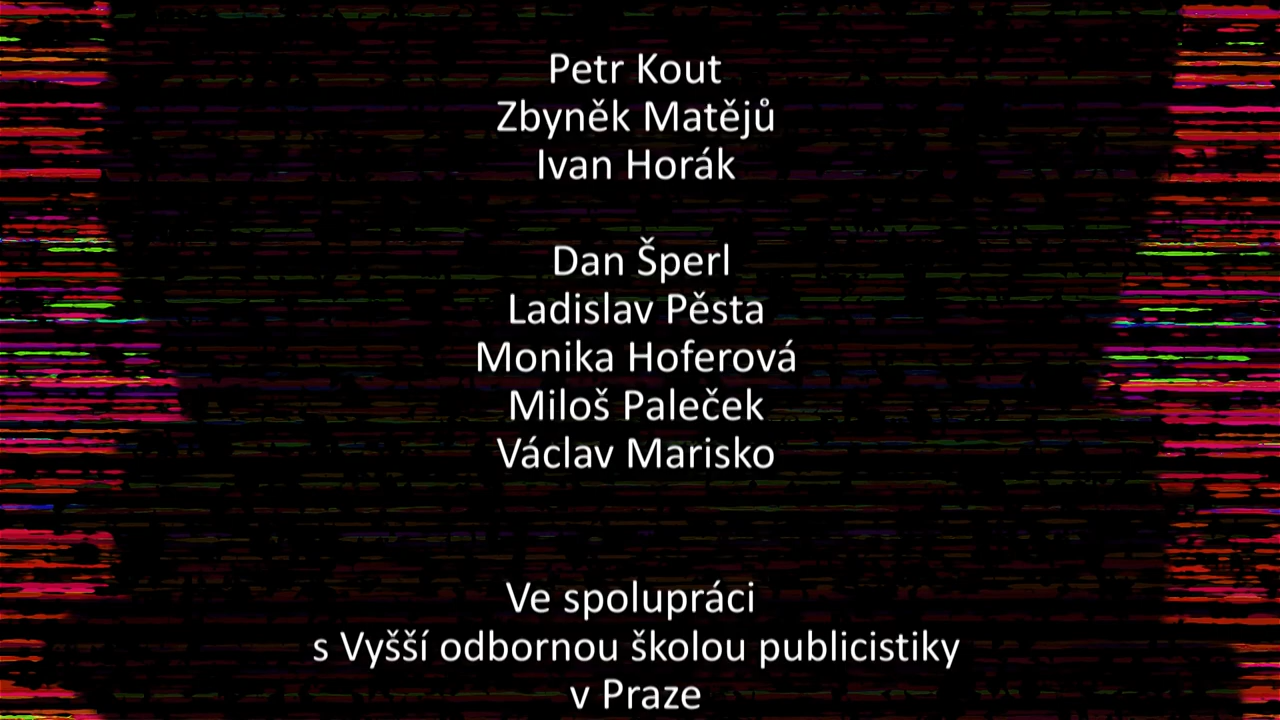 Petr Kout
Zbyněk Matějů
Ivan Horák
Dan Šperl
Ladislav Pěsta
Monika Hoferová
Miloš Paleček
Václav Marisko
Ve spolupráci
s Vyšší odbornou školou publicistiky
v Praze